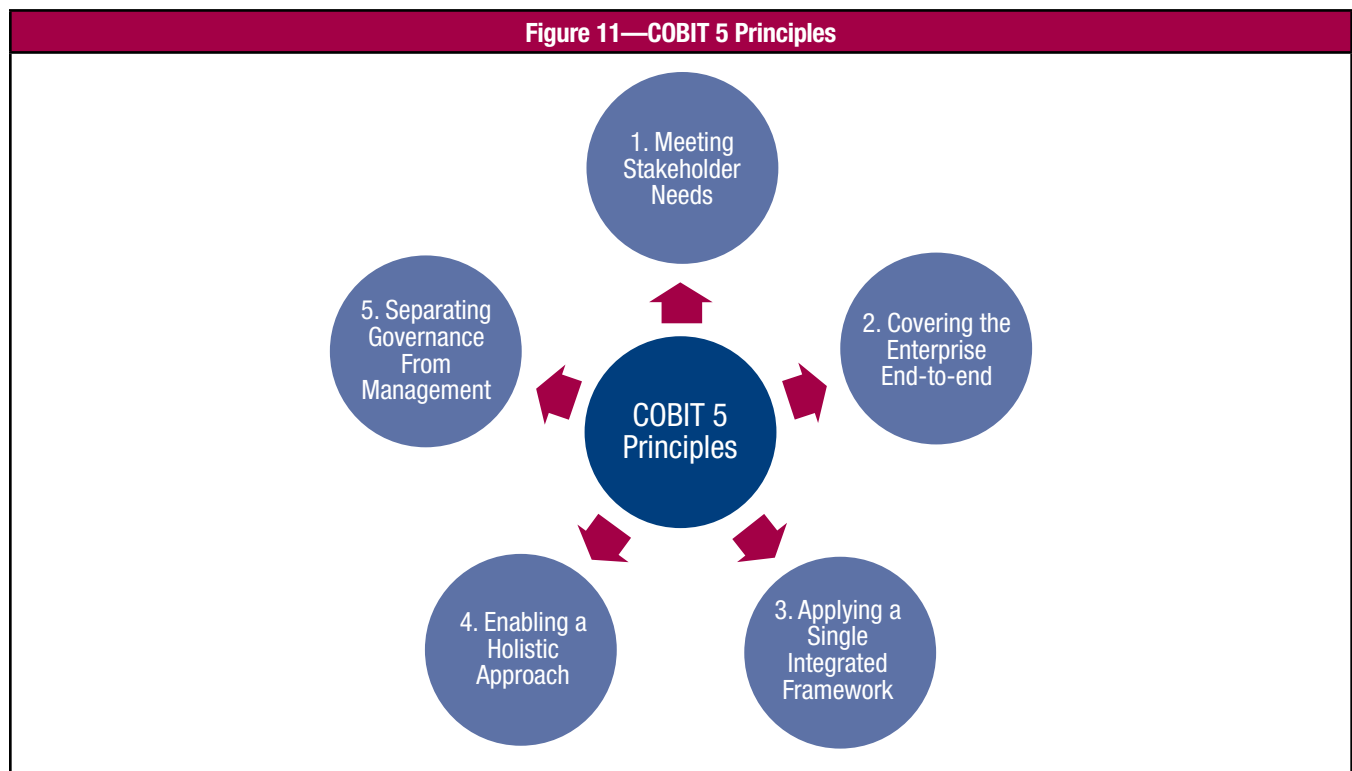 Figure 11—COBIT 5 Principles
1. Meeting
Stakeholder
Needs
2. Covering the
Enterprise
End-to-end
3. Applying a
Single
Integrated
Framework
4. Enabling a
Holistic
Approach
5. Separating
Governance
From
Management
COBIT 5
Principles